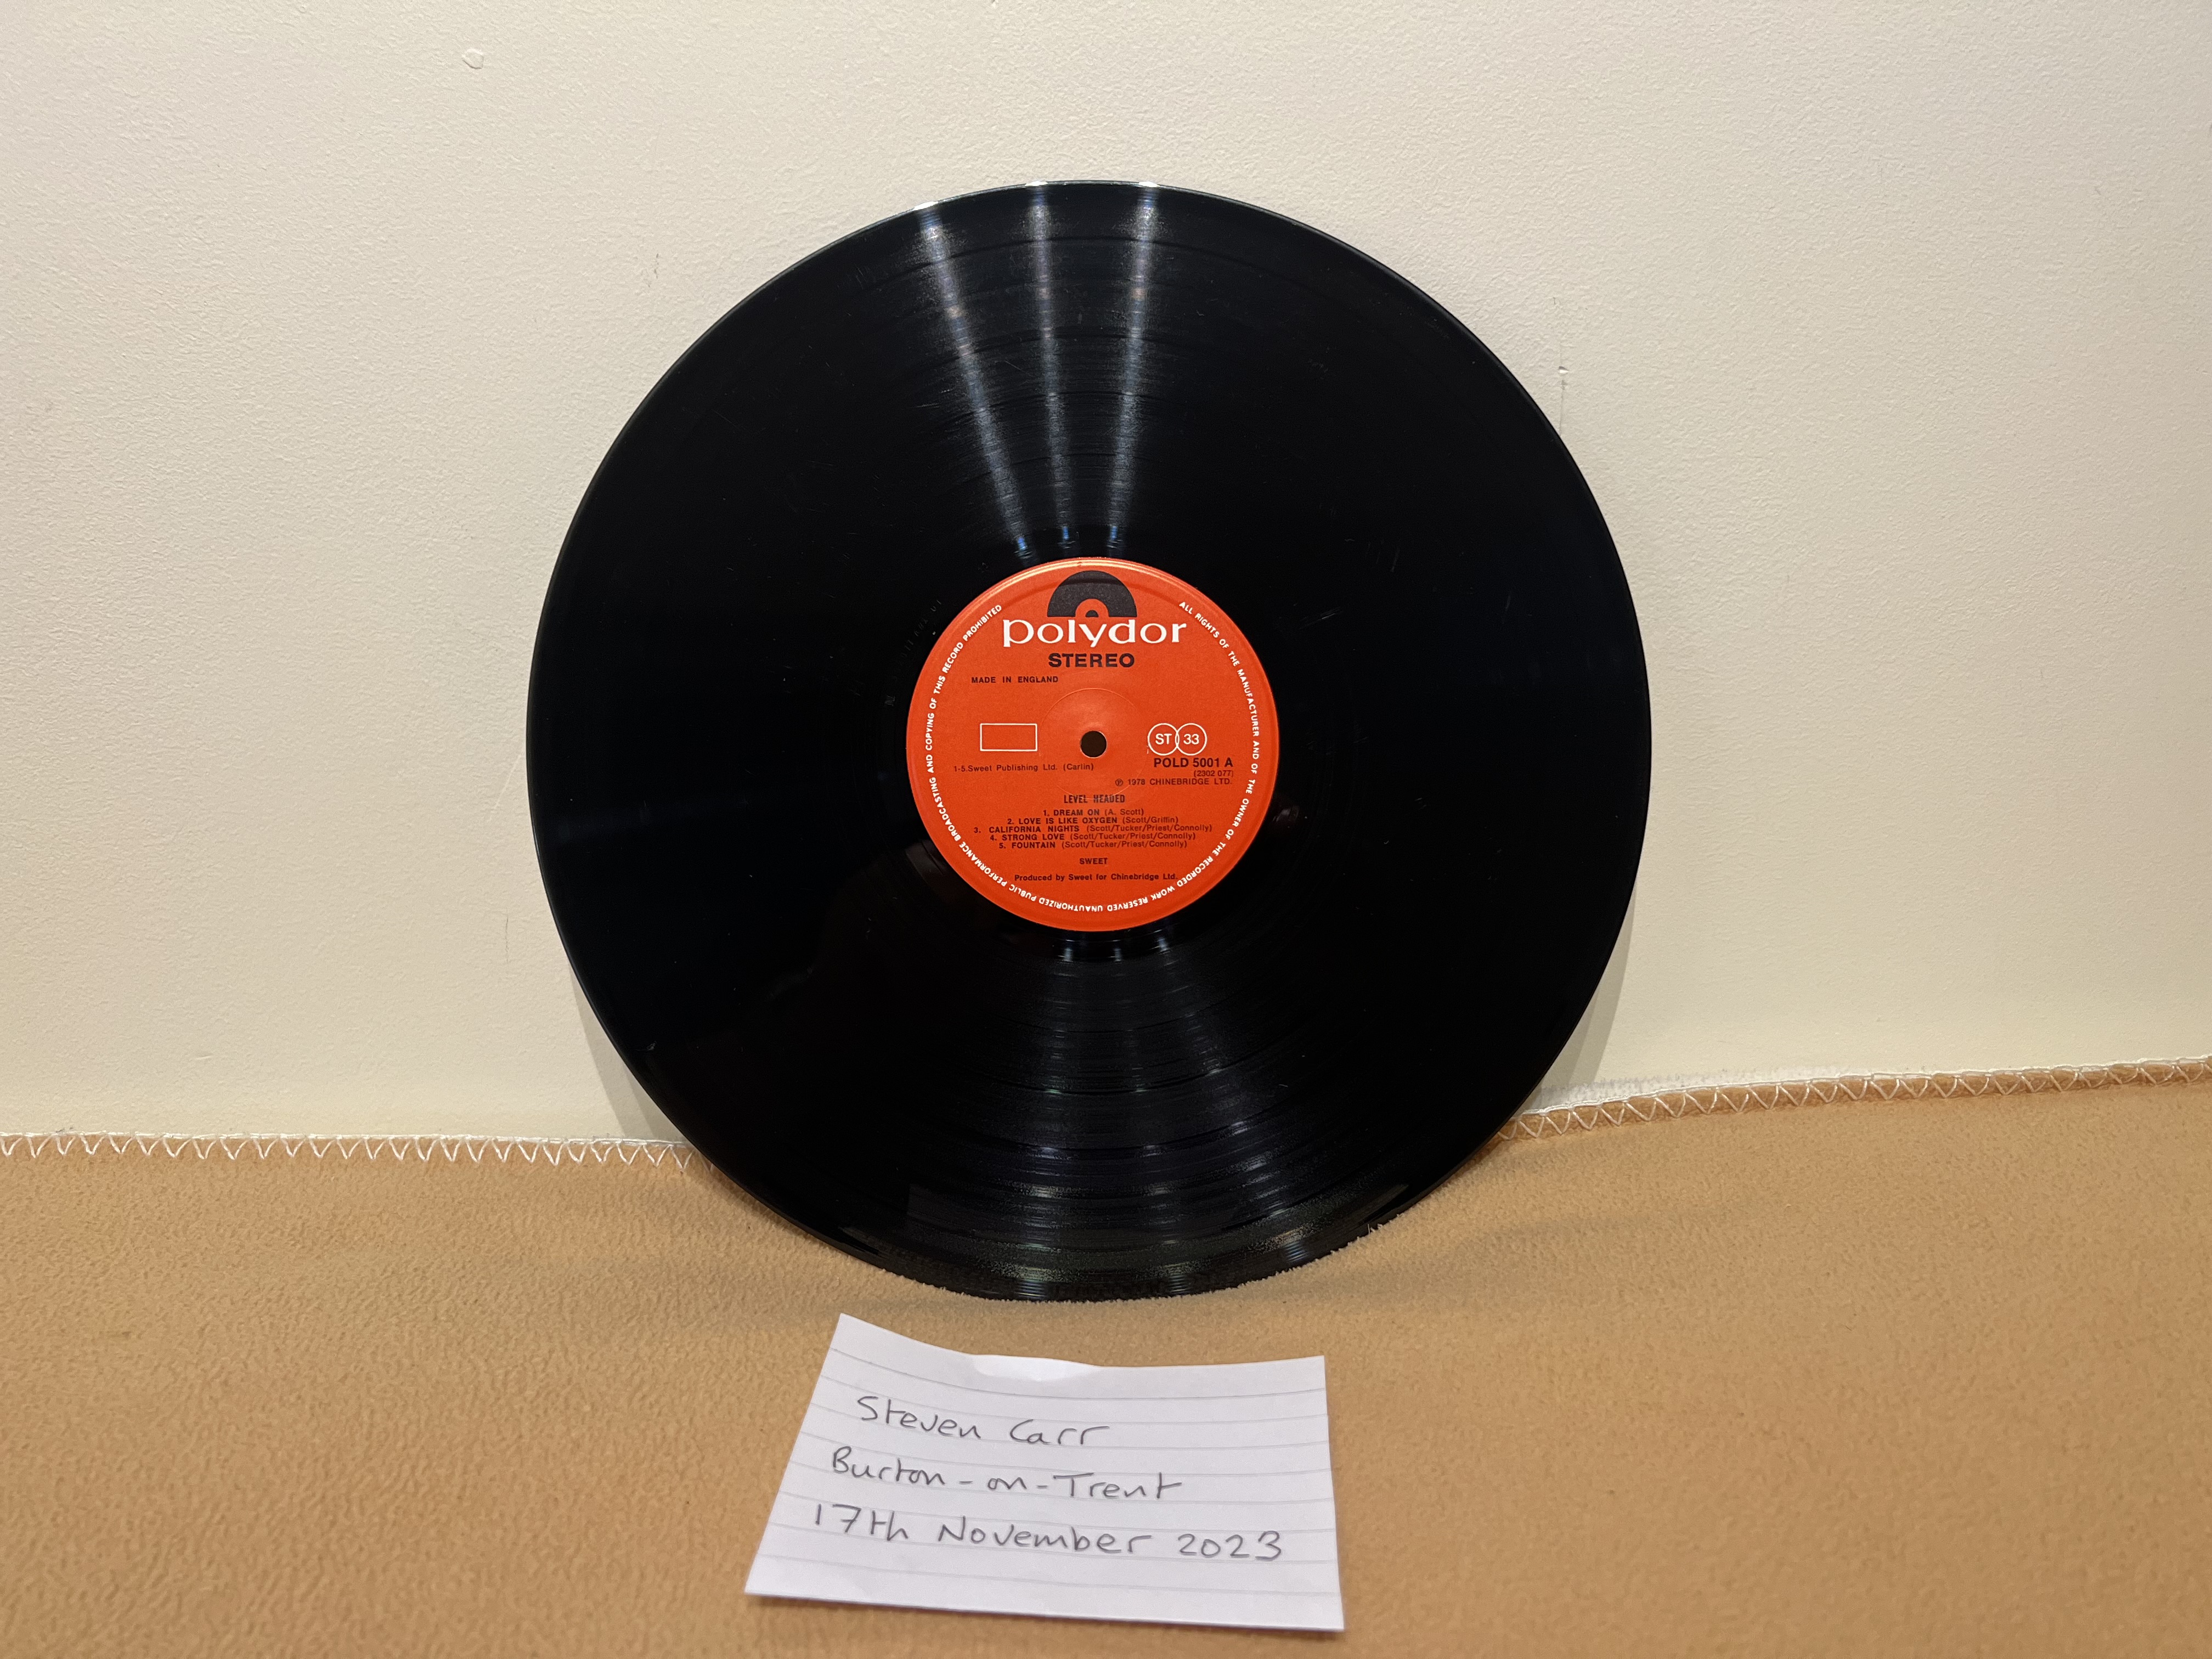 polydor
STEREO
MADE IN ENGLAND
ST 33
POLD 5001 A
(2302 077)
1-5.Sweet Publishing Ltd. (Carlin)
℗ 1978 CHINEBRIDGE LTD.
LEVEL HEADED
1. DREAM ON (A. Scott)
2. LOVE IS LIKE OXYGEN (Scott/Griffin)
3. CALIFORNIA NIGHTS (Scott/Tucker/Priest/Connolly)
4. STRONG LOVE (Scott/Tucker/Priest/Connolly)
5. FOUNTAIN (Scott/Tucker/Priest/Connolly)
SWEET
Produced by Sweet for Chinebridge Ltd.
ALL RIGHTS OF THE MANUFACTURER AND OF THE OWNER OF THE RECORDED WORK RESERVED UNAUTHORIZED PUBLIC PERFORMANCE BROADCASTING AND COPYING OF THIS RECORD PROHIBITED
Steven Carr
Burton-on-Trent
17th November 2023